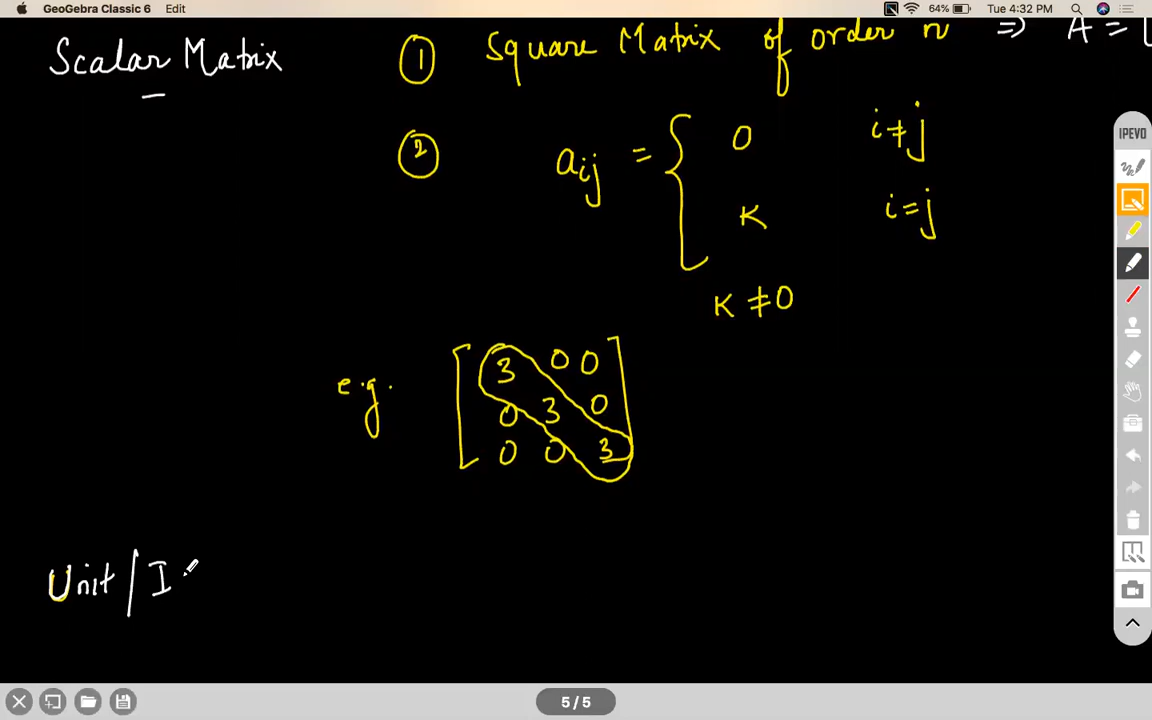 GeoGebra Classic 6 Edit 64% Tue 4:32 PM
Scalar Matrix
① Square Matrix of order n ⇒ A = [
② aij = { 0 i≠j
K i=j
K ≠ 0
IPEVO
e.g. [ 3 0 0
0 3 0
0 0 3 ]
Unit / I
5 / 5